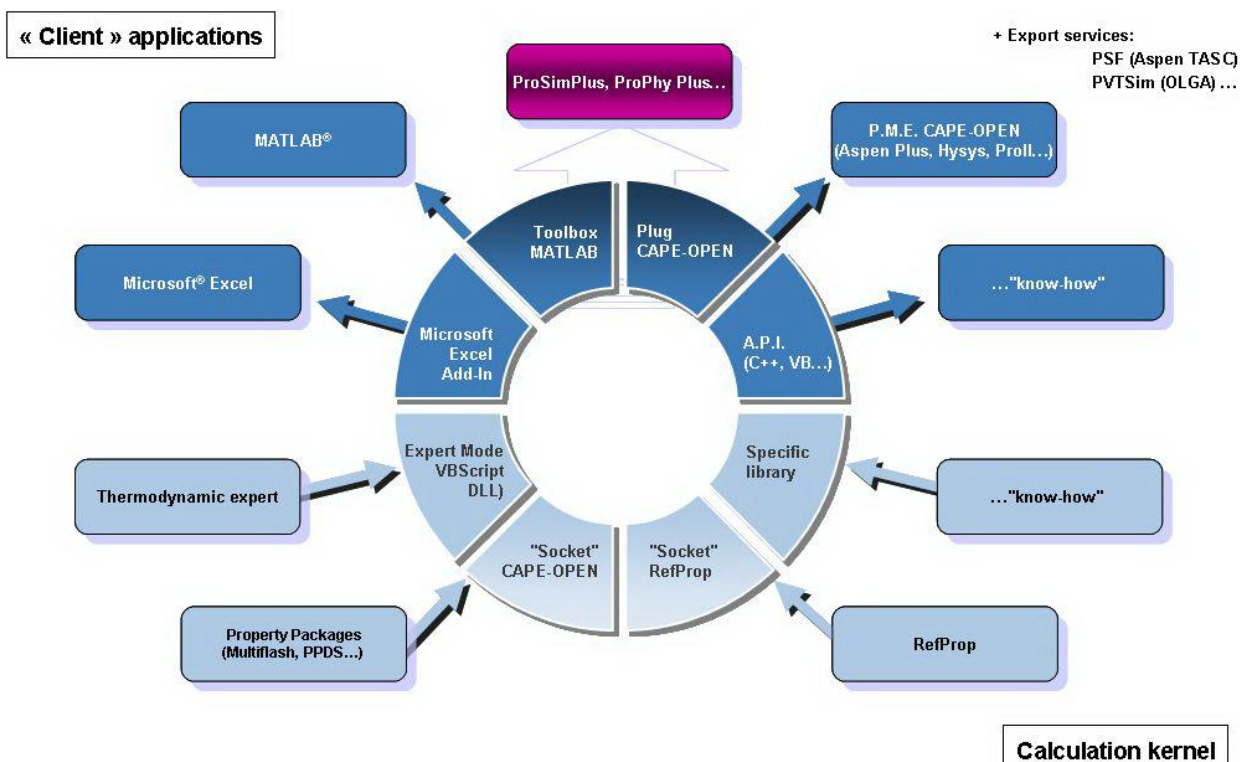 « Client » applications
+ Export services:
PSF (Aspen TASC)
PVTSim (OLGA) ...
ProSimPlus, ProPhy Plus...
MATLAB®
P.M.E. CAPE-OPEN
(Aspen Plus, Hysys, ProII...)
Toolbox
MATLAB
Plug
CAPE-OPEN
Microsoft® Excel
..."know-how"
Microsoft
Excel
Add-In
A.P.I.
(C++, VB...)
Expert Mode
VBScript
DLL)
Specific
library
Thermodynamic expert
..."know-how"
"Socket"
CAPE-OPEN
"Socket"
RefProp
Property Packages
(Multiflash, PPDS...)
RefProp
Calculation kernel